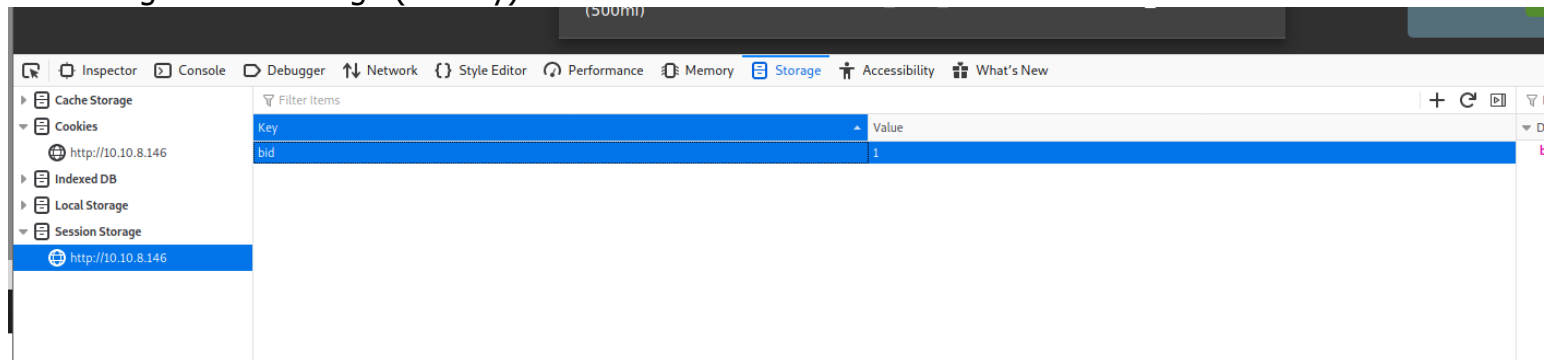 (500ml)
Inspector Console Debugger Network {} Style Editor Performance Memory Storage Accessibility What's New
Cache Storage
Filter Items
Cookies
Key Value
http://10.10.8.146
bid 1
Indexed DB
Local Storage
Session Storage
http://10.10.8.146